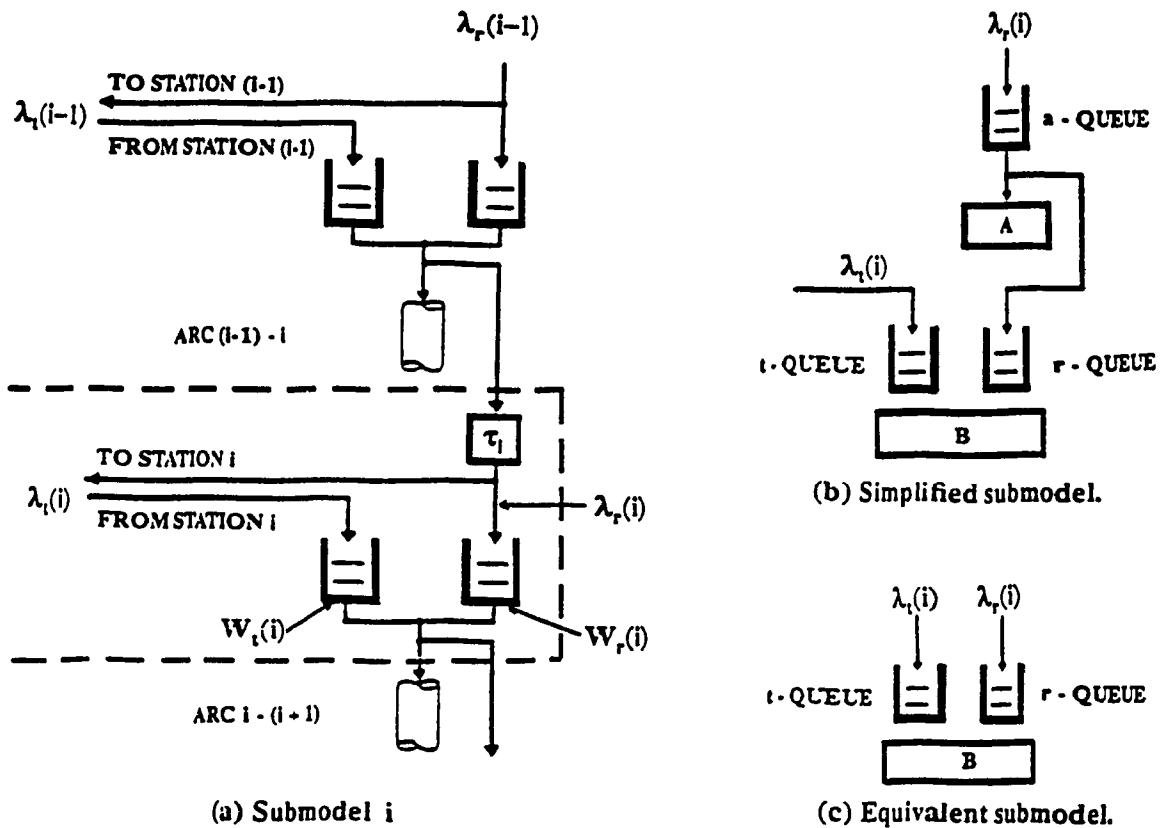 λr(i−1)
TO STATION (i-1)
λt(i−1)
FROM STATION (i-1)
ARC (i-1) - i
τi
TO STATION i
λt(i)
FROM STATION i
λr(i)
Wt(i)
Wr(i)
ARC i - (i + 1)
(a) Submodel i
λr(i)
a - QUEUE
A
λt(i)
t - QUEUE
r - QUEUE
B
(b) Simplified submodel.
λt(i)
λr(i)
t - QUEUE
r - QUEUE
B
(c) Equivalent submodel.